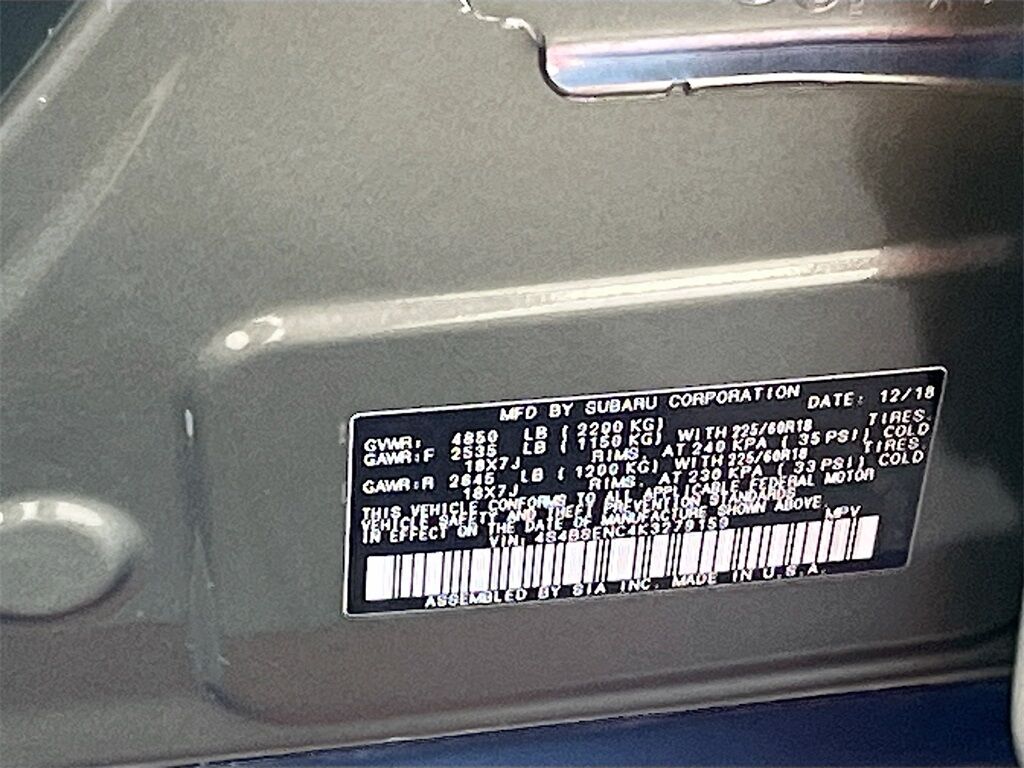 MFD BY SUBARU CORPORATION DATE: 12/18
GVWR: 4850 LB ( 2200 KG)
GAWR:F 2535 LB ( 1150 KG) WITH 225/60R18 TIRES,
18X7J RIMS, AT 240 KPA ( 35 PSI) COLD
GAWR:R 2645 LB ( 1200 KG) WITH 225/60R18 TIRES,
18X7J RIMS, AT 230 KPA ( 33 PSI) COLD
THIS VEHICLE CONFORMS TO ALL APPLICABLE FEDERAL MOTOR
VEHICLE SAFETY AND THEFT PREVENTION STANDARDS
IN EFFECT ON THE DATE OF MANUFACTURE SHOWN ABOVE.
VIN: 4S4BSENC4K3279159 MPV
ASSEMBLED BY SIA INC. MADE IN U.S.A.